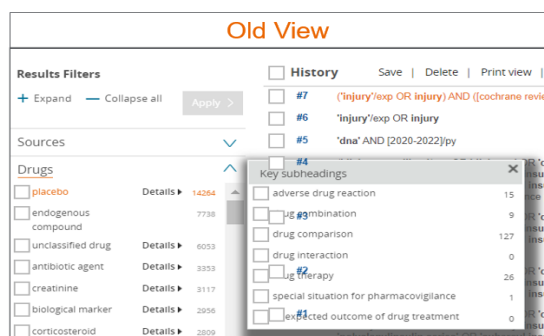 Old View
Results Filters
+ Expand — Collapse all
Apply >
Sources
Drugs
placebo Details 14264
endogenous compound 7738
unclassified drug Details 6053
antibiotic agent Details 3353
creatinine Details 3117
biological marker Details 2956
corticosteroid Details 2809
History Save | Delete | Print view |
#7 ('injury'/exp OR injury) AND ([cochrane revie
#6 'injury'/exp OR injury
#5 'dna' AND [2020-2022]/py
#4
Key subheadings ×
adverse drug reaction 15
#3 combination 9
drug comparison 127
drug interaction 0
#2 therapy 26
special situation for pharmacovigilance 1
#1 expected outcome of drug treatment 0